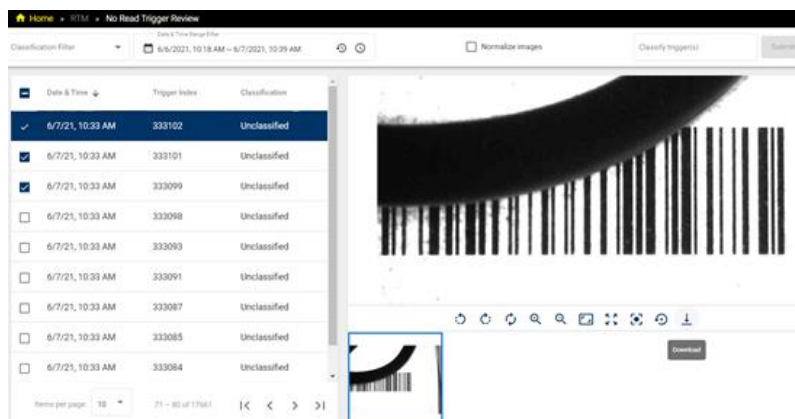 Home » RTM » No Read Trigger Review
Classification Filter
Date & Time Range Filter
6/6/2021, 10:18 AM – 6/7/2021, 10:39 AM
Normalize images
Classify trigger(s)
Submit
Date & Time Trigger Index Classification
6/7/21, 10:33 AM 333102 Unclassified
6/7/21, 10:33 AM 333101 Unclassified
6/7/21, 10:33 AM 333099 Unclassified
6/7/21, 10:33 AM 333098 Unclassified
6/7/21, 10:33 AM 333093 Unclassified
6/7/21, 10:33 AM 333091 Unclassified
6/7/21, 10:33 AM 333087 Unclassified
6/7/21, 10:33 AM 333085 Unclassified
6/7/21, 10:33 AM 333084 Unclassified
Items per page: 10 71 – 80 of 17661
Download